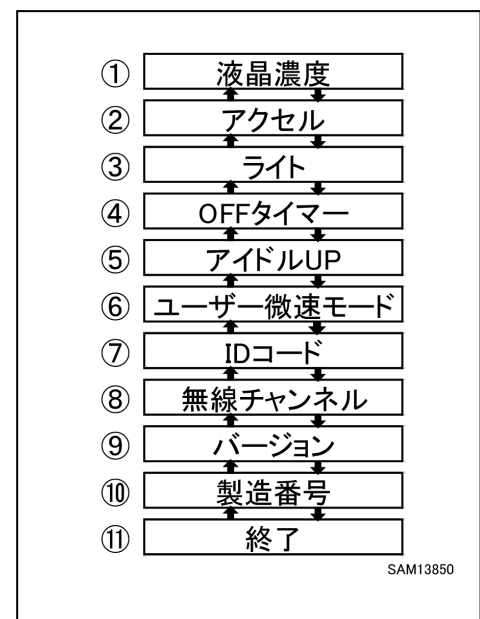 ① 液晶濃度
② アクセル
③ ライト
④ OFFタイマー
⑤ アイドルUP
⑥ ユーザー微速モード
⑦ IDコード
⑧ 無線チャンネル
⑨ バージョン
⑩ 製造番号
⑪ 終了
SAM13850